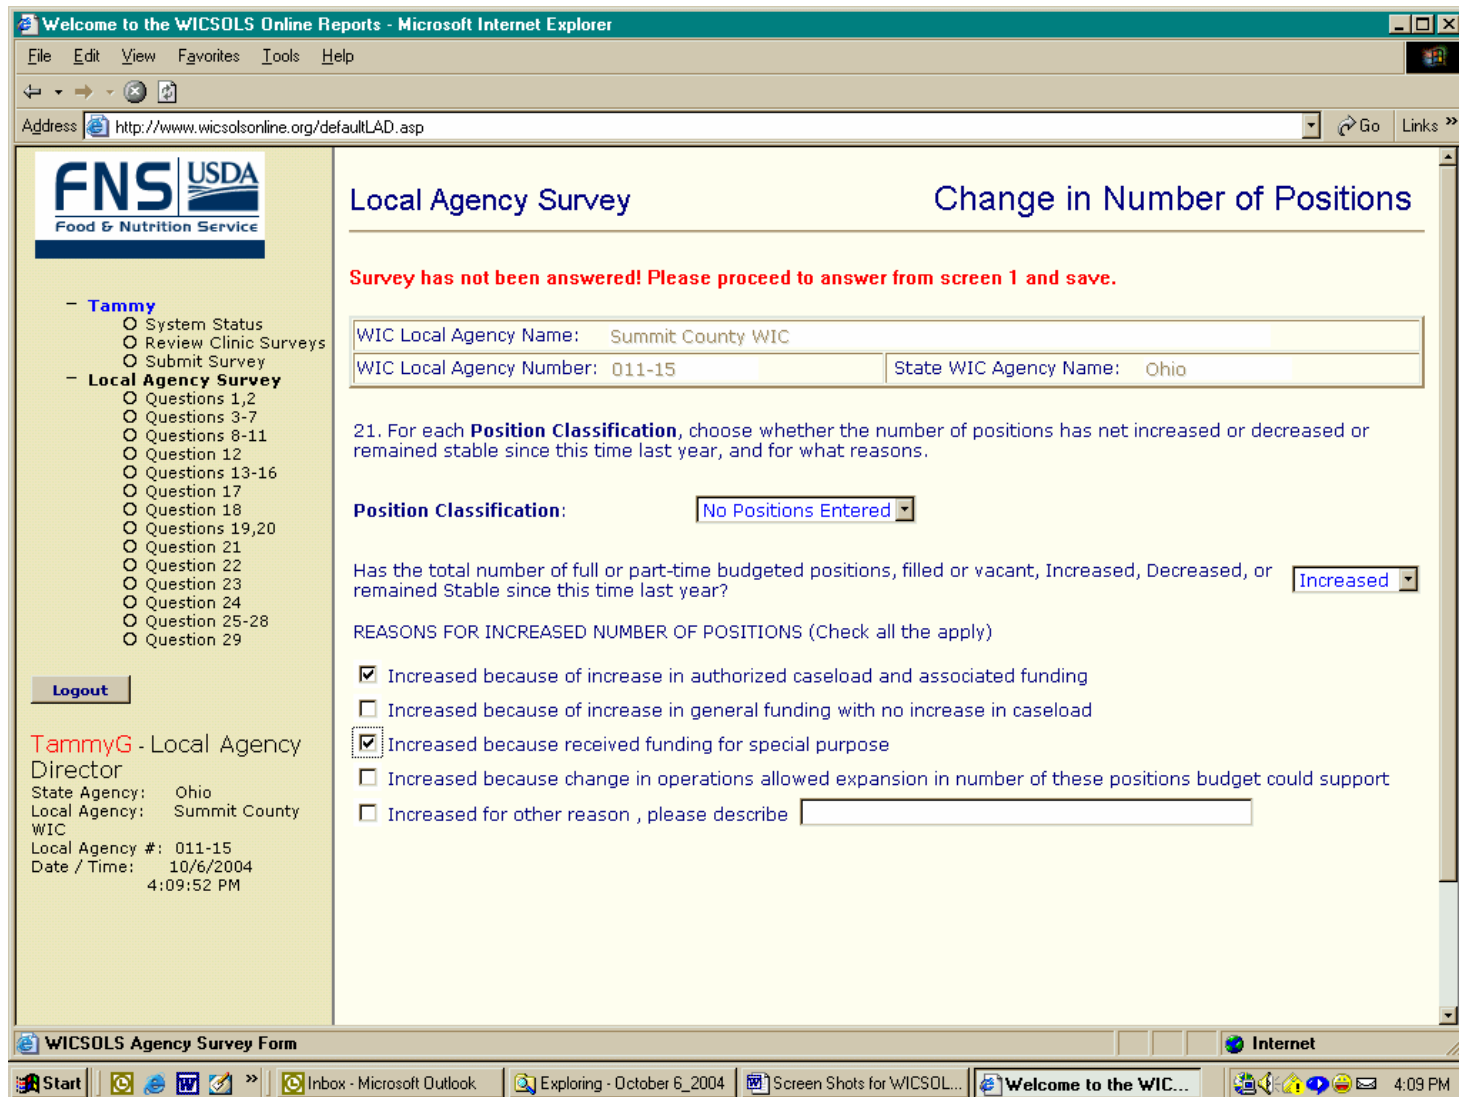 Welcome to the WICSOLS Online Reports - Microsoft Internet Explorer
File Edit View Favorites Tools Help
Address http://www.wicsolsonline.org/defaultLAD.asp Go Links »
FNS USDA
Food & Nutrition Service
– Tammy
System Status
Review Clinic Surveys
Submit Survey
– Local Agency Survey
Questions 1,2
Questions 3-7
Questions 8-11
Question 12
Questions 13-16
Question 17
Question 18
Questions 19,20
Question 21
Question 22
Question 23
Question 24
Question 25-28
Question 29
Logout
TammyG - Local Agency
Director
State Agency: Ohio
Local Agency: Summit County
WIC
Local Agency #: 011-15
Date / Time: 10/6/2004
4:09:52 PM
Local Agency Survey Change in Number of Positions
Survey has not been answered! Please proceed to answer from screen 1 and save.
WIC Local Agency Name: Summit County WIC
WIC Local Agency Number: 011-15 State WIC Agency Name: Ohio
21. For each Position Classification, choose whether the number of positions has net increased or decreased or
remained stable since this time last year, and for what reasons.
Position Classification: No Positions Entered
Has the total number of full or part-time budgeted positions, filled or vacant, Increased, Decreased, or
remained Stable since this time last year? Increased
REASONS FOR INCREASED NUMBER OF POSITIONS (Check all the apply)
Increased because of increase in authorized caseload and associated funding
Increased because of increase in general funding with no increase in caseload
Increased because received funding for special purpose
Increased because change in operations allowed expansion in number of these positions budget could support
Increased for other reason , please describe
WICSOLS Agency Survey Form Internet
Start » Inbox - Microsoft Outlook Exploring - October 6_2004 Screen Shots for WICSOL... Welcome to the WIC... 4:09 PM